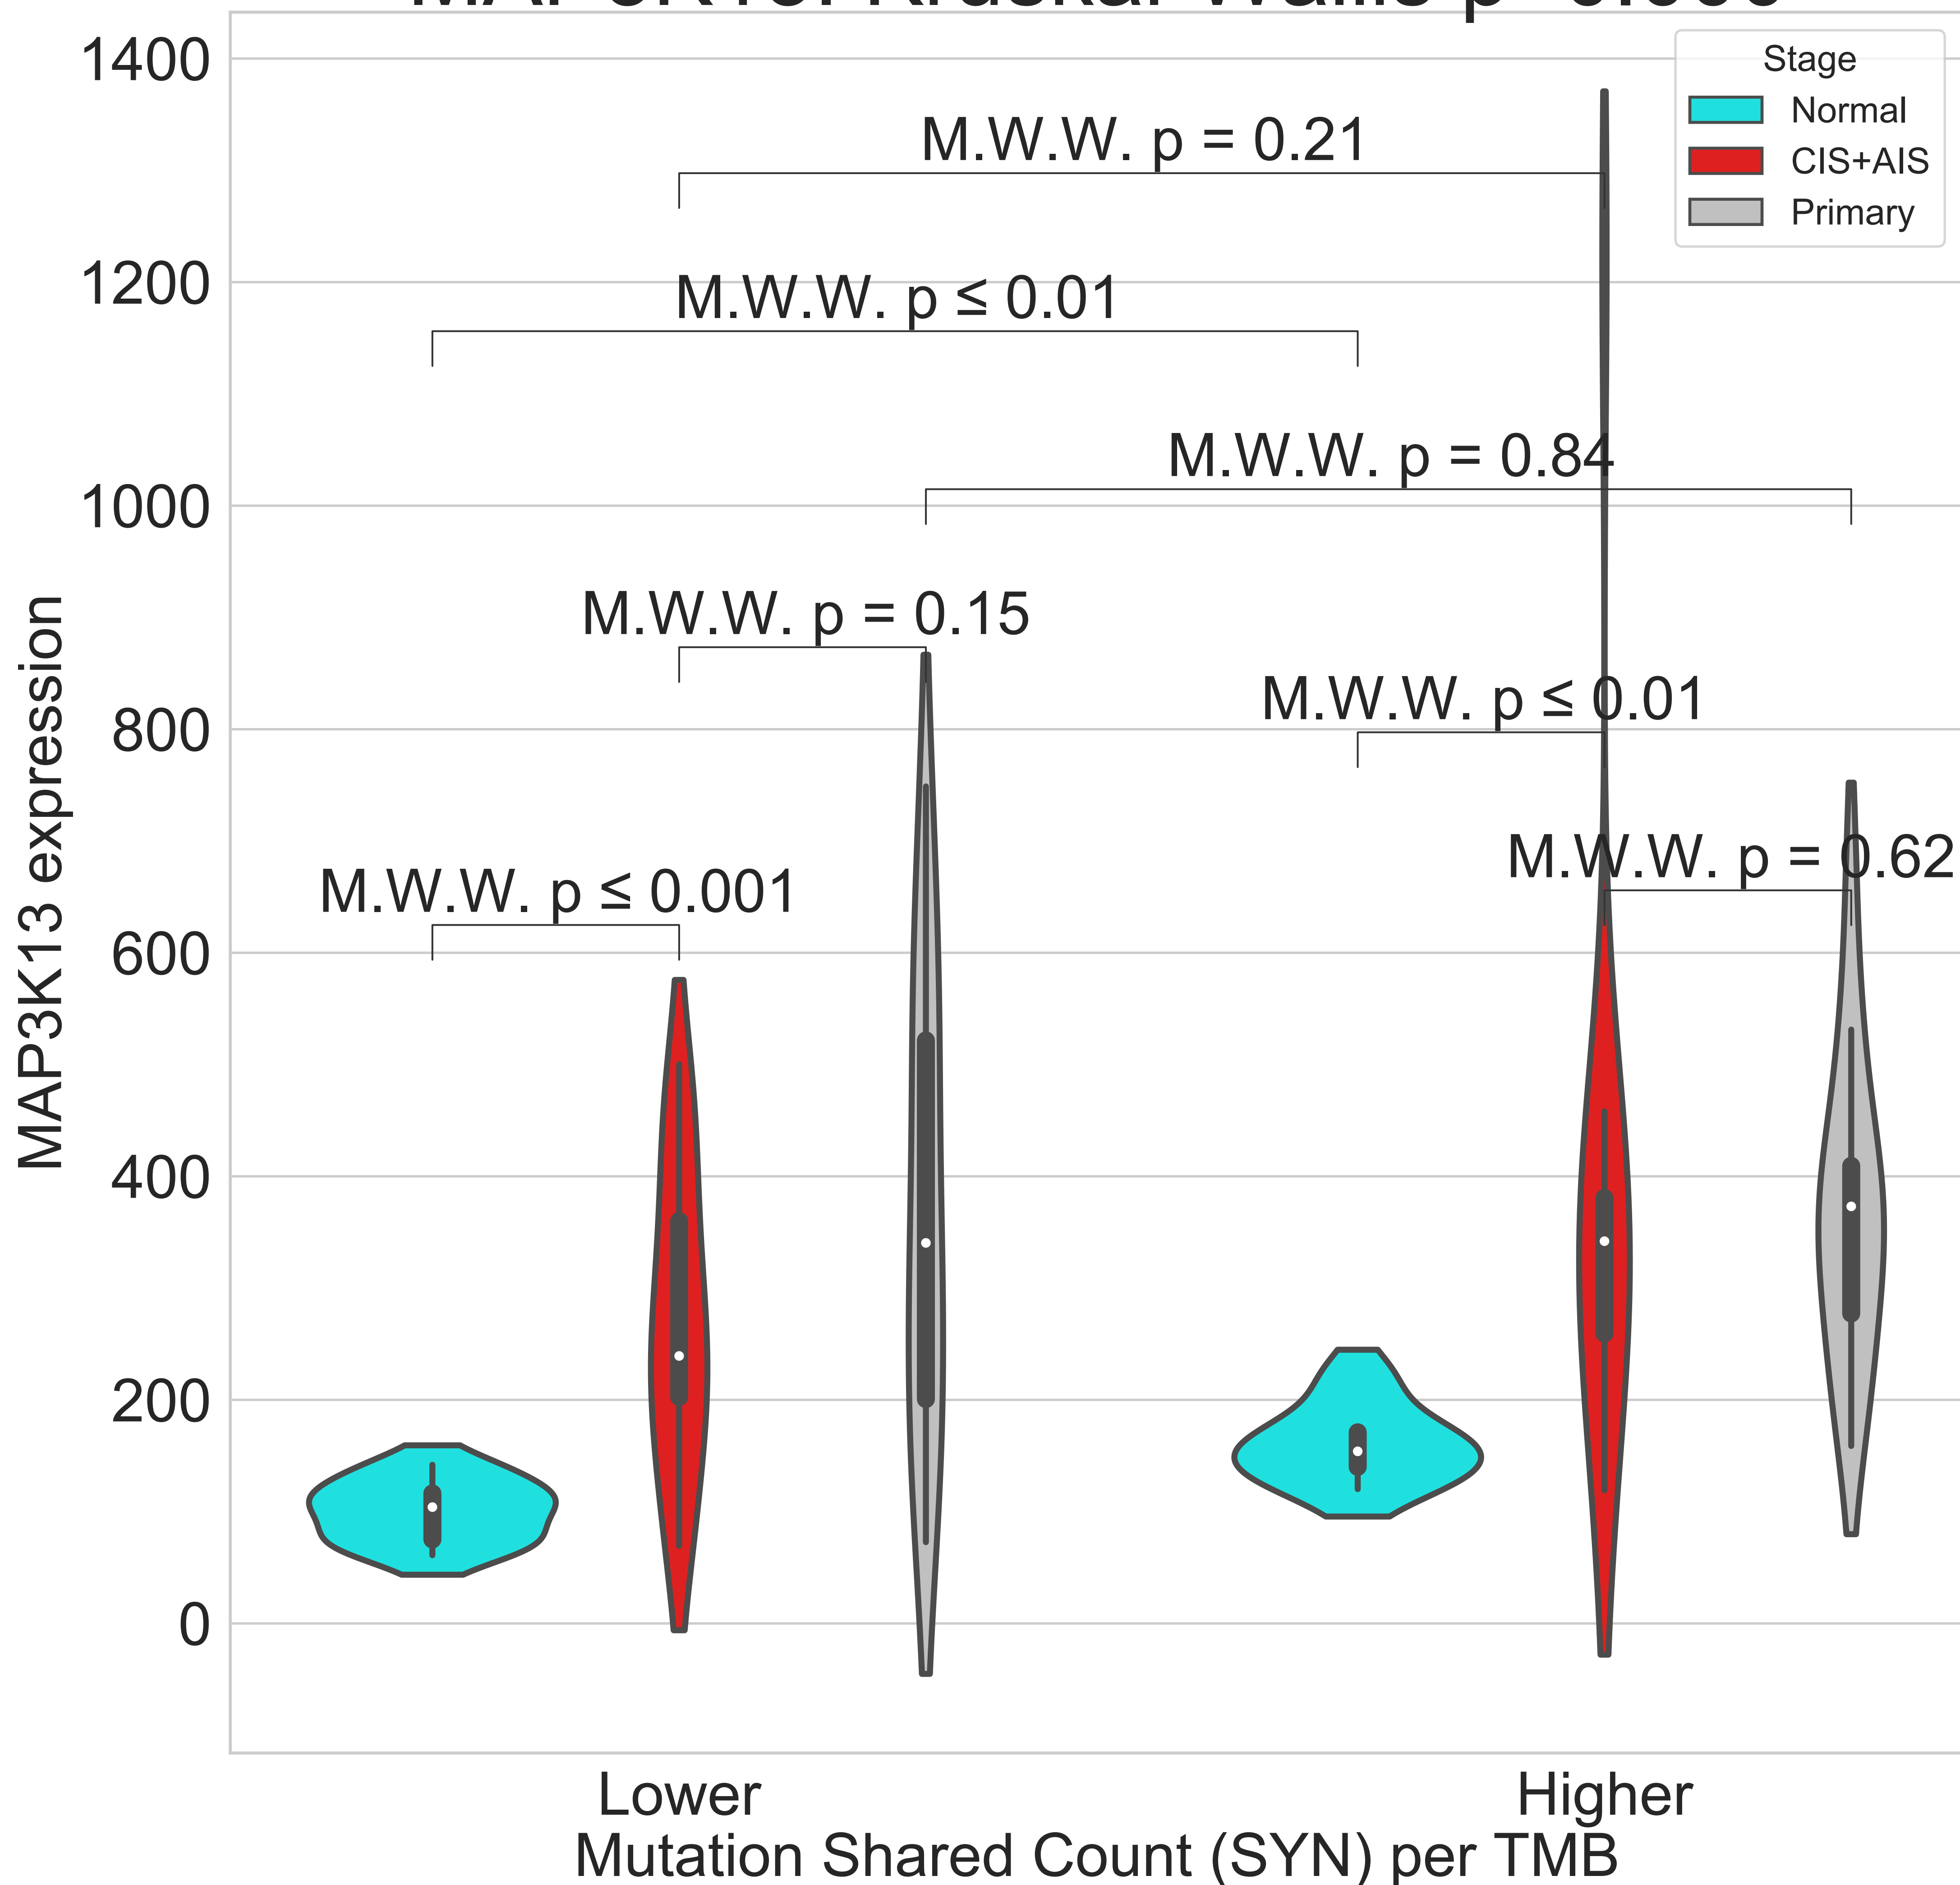 1400
1200
1000
800
600
400
200
0
MAP3K13 expression
Stage
Normal
CIS+AIS
Primary
M.W.W. p = 0.21
M.W.W. p ≤ 0.01
M.W.W. p = 0.84
M.W.W. p = 0.15
M.W.W. p ≤ 0.01
M.W.W. p = 0.62
M.W.W. p ≤ 0.001
Lower
Higher
Mutation Shared Count (SYN) per TMB